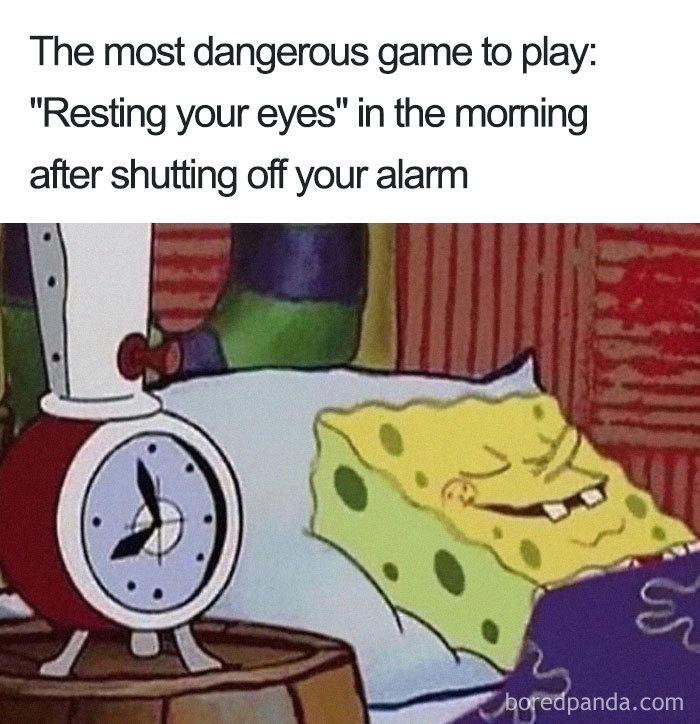 The most dangerous game to play:
"Resting your eyes" in the morning
after shutting off your alarm
boredpanda.com